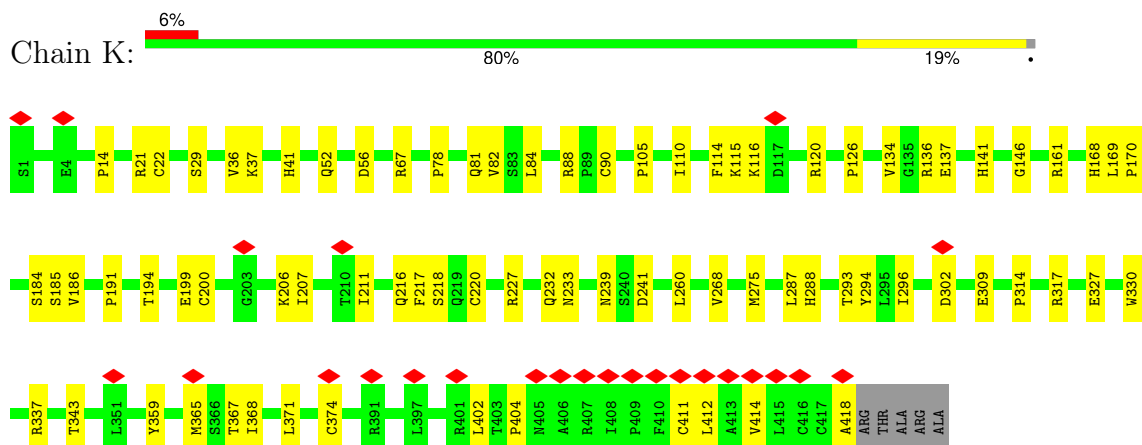 6%
Chain K:
80%
19%
•
S1 E4 P14 R21 C22 S29 V36 K37 H41 Q52 D56 R67 P78 Q81 V82 S83 L84 R88 P89 C90 P105 I110 F114 K115 K116 D117 R120 P126 V134 G135 R136 E137 H141 G146 R161 H168 L169 P170
S184 S185 V186 P191 T194 E199 C200 G203 K206 I207 T210 I211 Q216 F217 S218 Q219 C220 R227 Q232 N233 N239 S240 D241 L260 V268 M275 L287 H288 T293 Y294 L295 I296 D302 E309 P314 R317 E327 W330
R337 T343 L351 Y359 M365 S366 T367 I368 L371 C374 R391 L397 R401 L402 T403 P404 N405 A406 R407 I408 P409 F410 C411 L412 A413 V414 L415 C416 C417 A418 ARG THR ALA ARG ALA